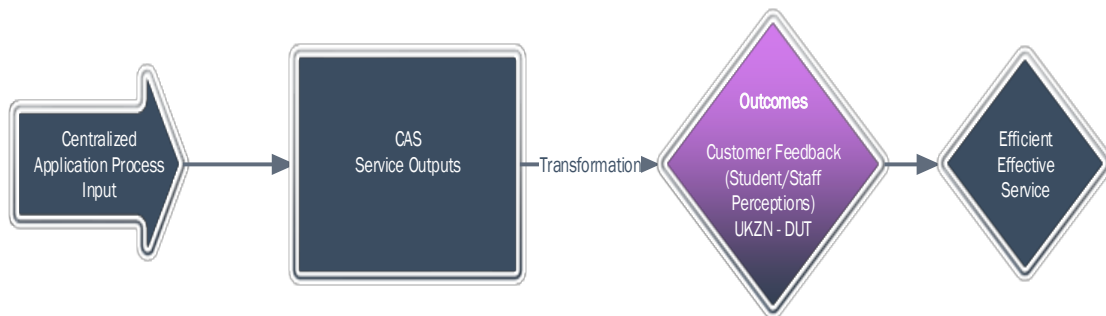 Centralized
Application Process
Input
CAS
Service Outputs
Transformation
Outcomes
Customer Feedback
(Student/Staff
Perceptions)
UKZN - DUT
Efficient
Effective
Service